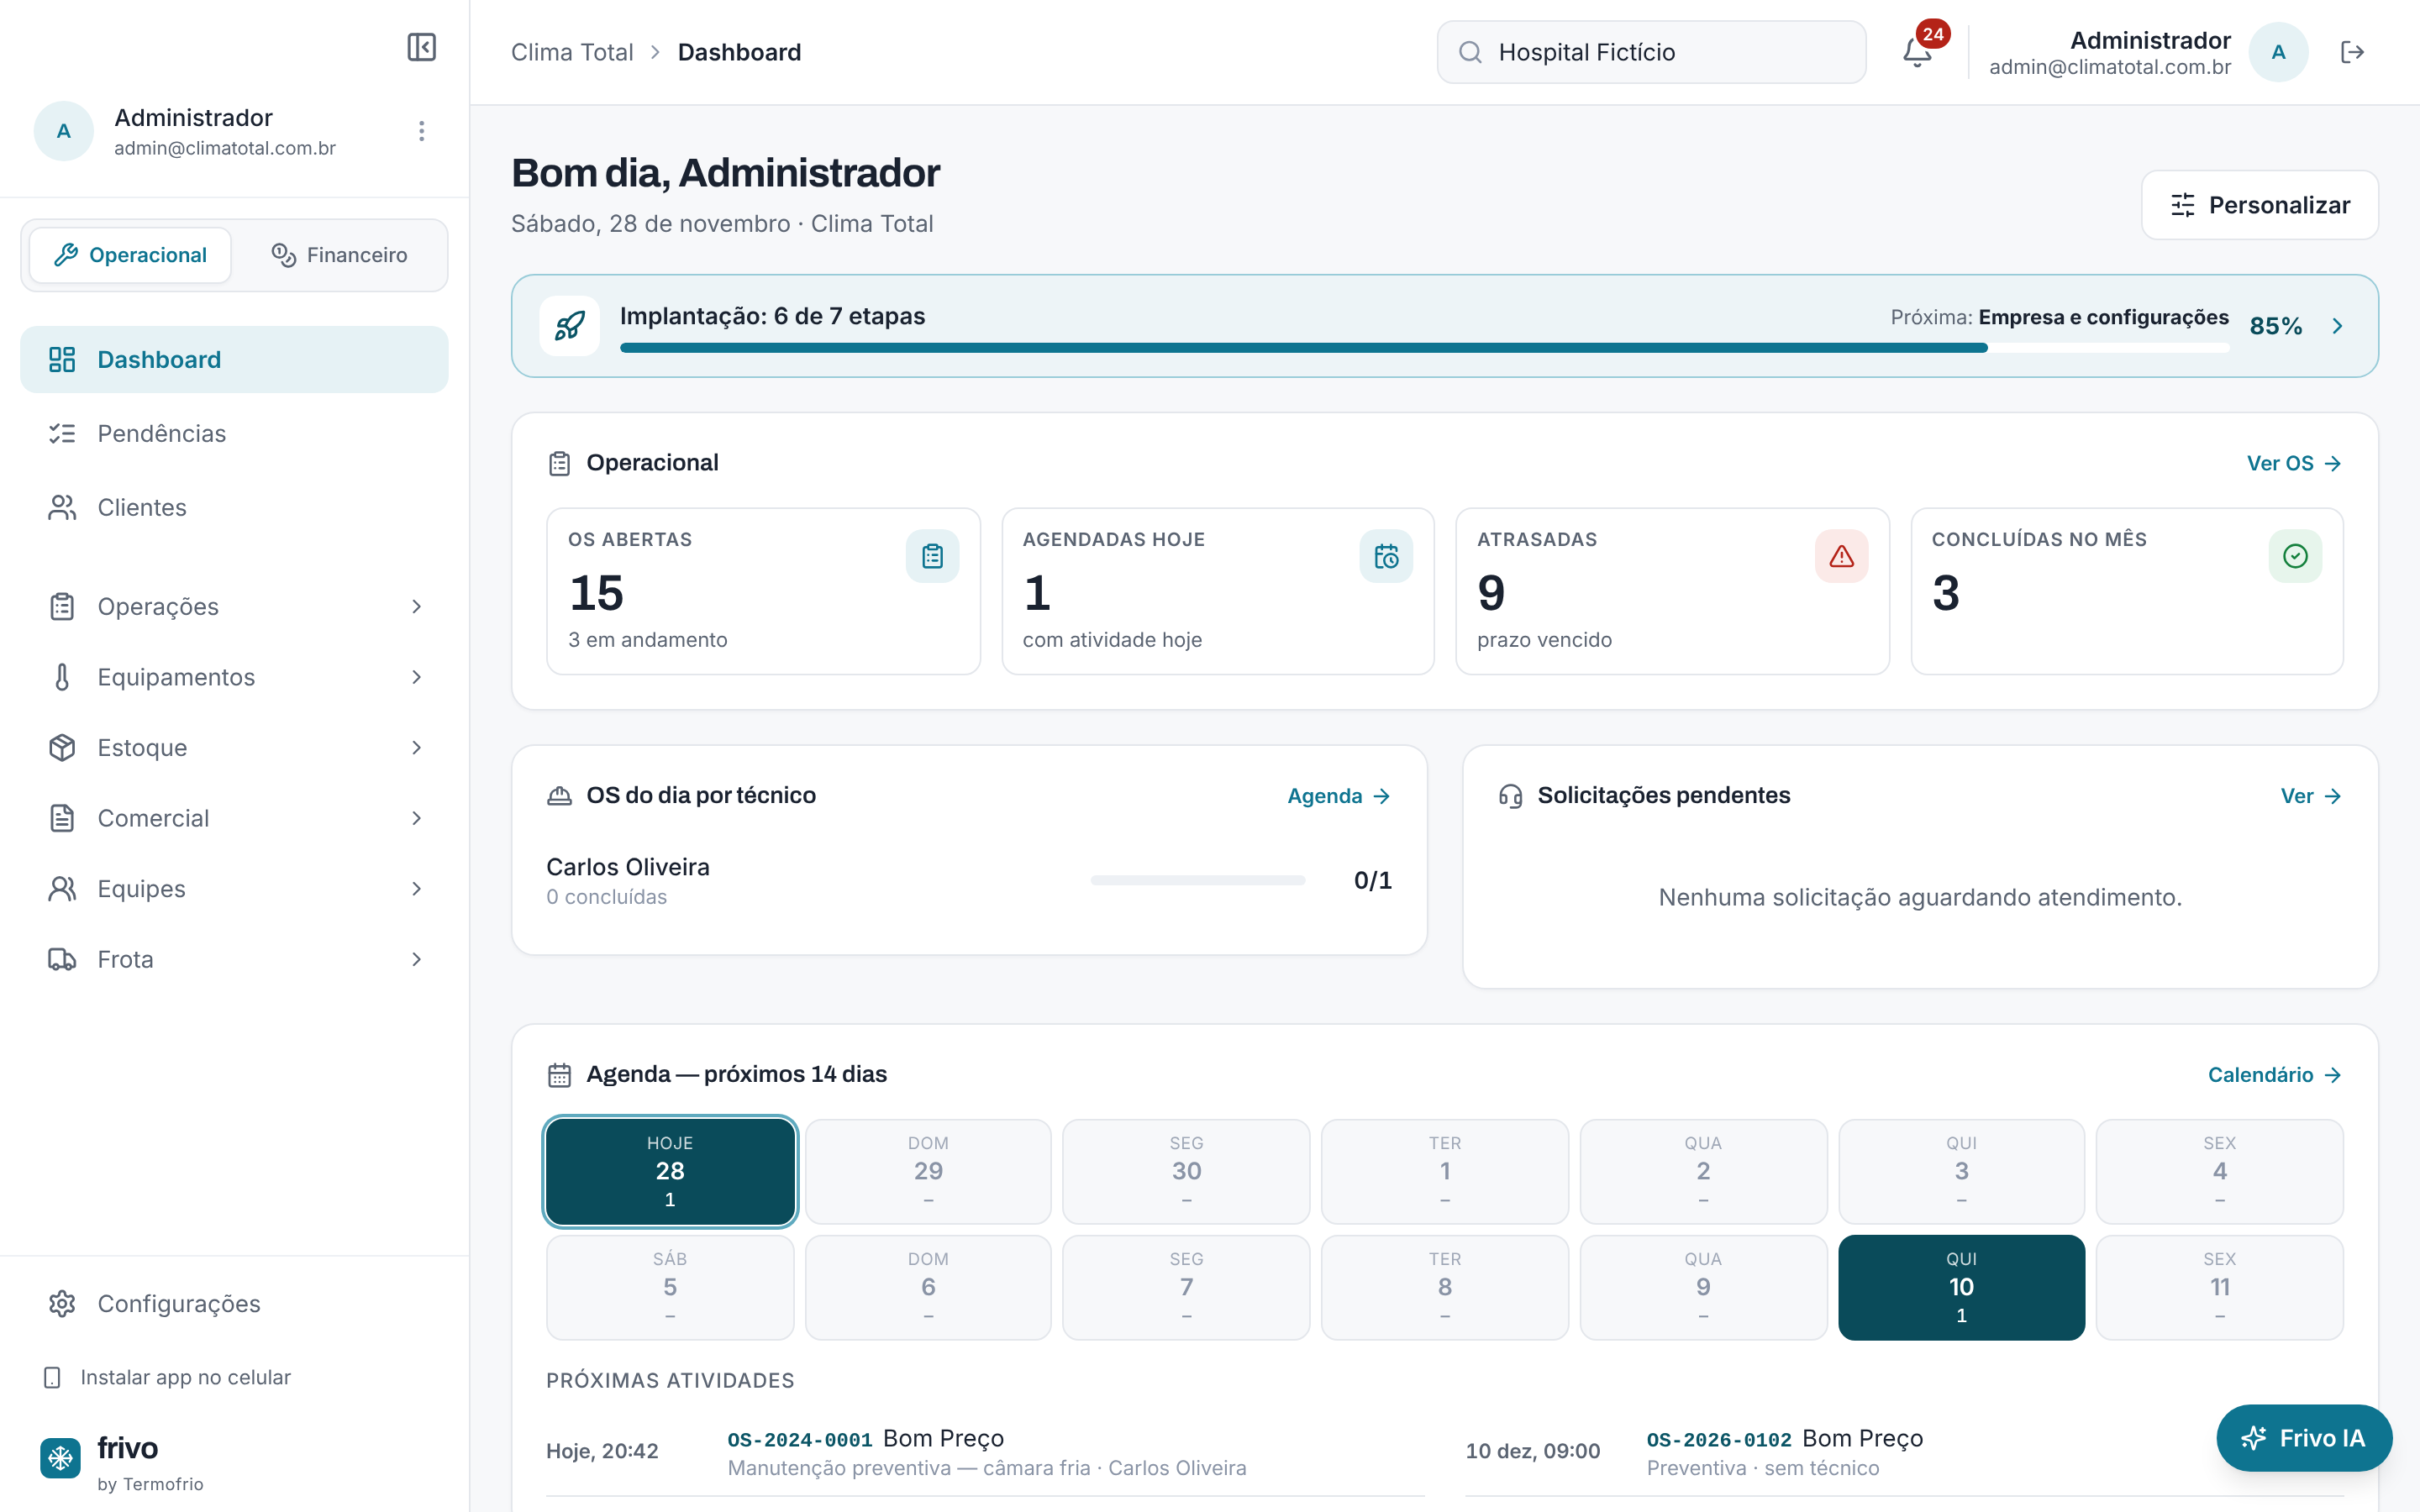 A
Administrador
admin@climatotal.com.br
Operacional
Financeiro
Dashboard
Pendências
Clientes
Operações
Equipamentos
Estoque
Comercial
Equipes
Frota
Configurações
Instalar app no celular
frivo
by Termofrio
Clima Total > Dashboard
Hospital Fictício
24
Administrador
admin@climatotal.com.br
A
Bom dia, Administrador
Sábado, 28 de novembro · Clima Total
Personalizar
Implantação: 6 de 7 etapas
Próxima: Empresa e configurações
85%
Operacional
Ver OS →
OS ABERTAS
15
3 em andamento
AGENDADAS HOJE
1
com atividade hoje
ATRASADAS
9
prazo vencido
CONCLUÍDAS NO MÊS
3
OS do dia por técnico
Agenda →
Carlos Oliveira
0 concluídas
0/1
Solicitações pendentes
Ver →
Nenhuma solicitação aguardando atendimento.
Agenda — próximos 14 dias
Calendário →
HOJE
28
1
DOM
29
–
SEG
30
–
TER
1
–
QUA
2
–
QUI
3
–
SEX
4
–
SÁB
5
–
DOM
6
–
SEG
7
–
TER
8
–
QUA
9
–
QUI
10
1
SEX
11
–
PRÓXIMAS ATIVIDADES
Hoje, 20:42
OS-2024-0001 Bom Preço
Manutenção preventiva — câmara fria · Carlos Oliveira
10 dez, 09:00
OS-2026-0102 Bom Preço
Preventiva · sem técnico
Frivo IA